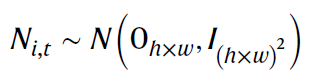 N_{i,t} ∼ N(0_{h×w}, I_{(h×w)^2})